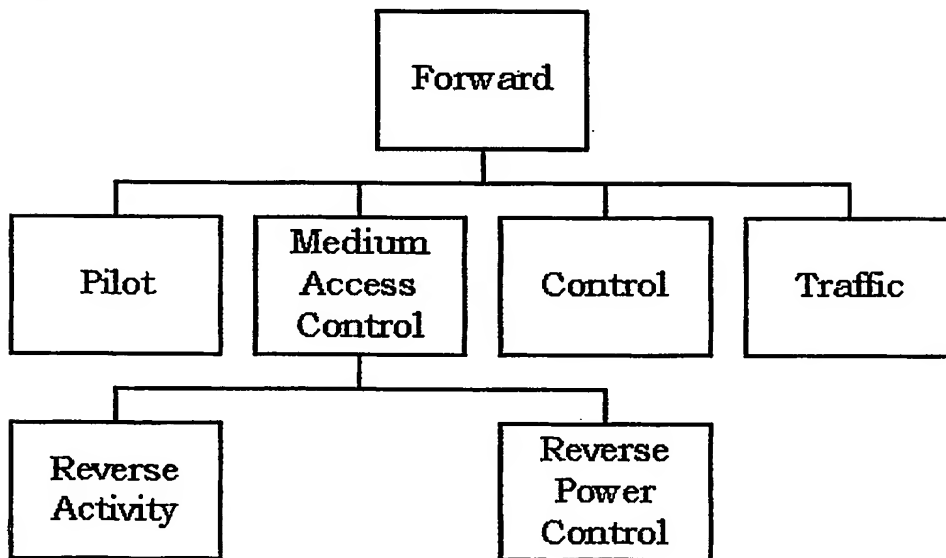 Forward
Pilot
Medium
Access
Control
Control
Traffic
Reverse
Activity
Reverse
Power
Control